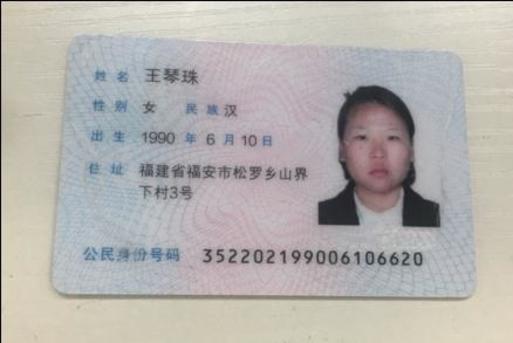 姓名 王琴珠
性别 女 民族 汉
出生 1990 年 6 月 10 日
住址 福建省福安市松罗乡山界
下村3号
公民身份号码 352202199006106620